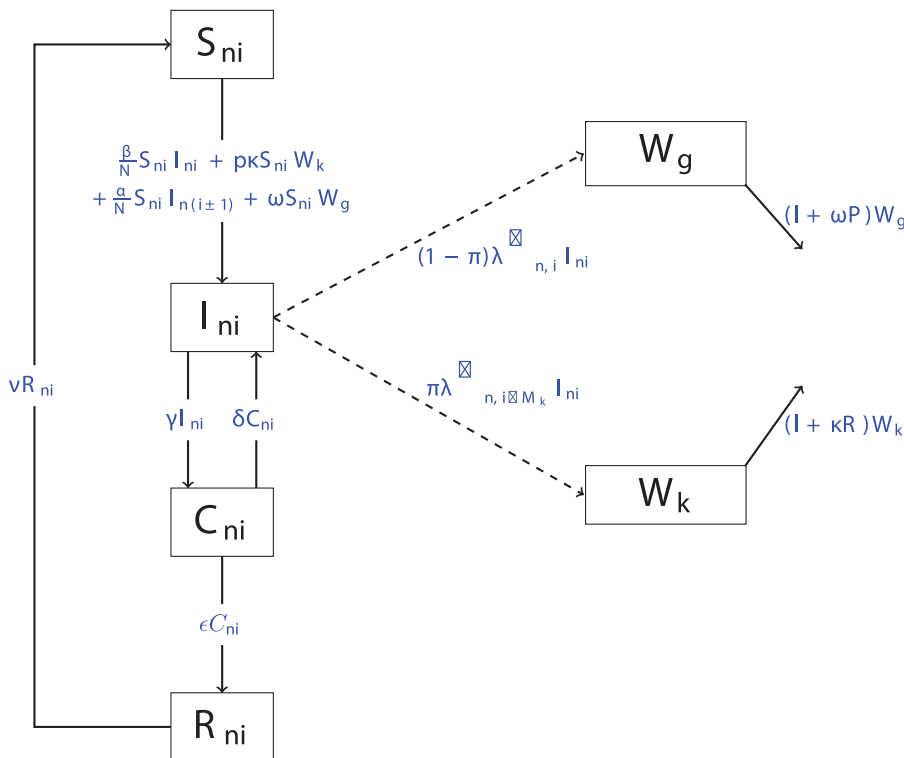 S ni
β/N S ni I ni + pκS ni W k
+ α/N S ni I n(i±1) + ωS ni W g
W g
(I + ωP)W g
(1 − π)λ ☒ n, i I ni
I ni
πλ ☒ n, i☒M k I ni
νR ni
γI ni
δC ni
(I + κR)W k
W k
C ni
ϵC ni
R ni